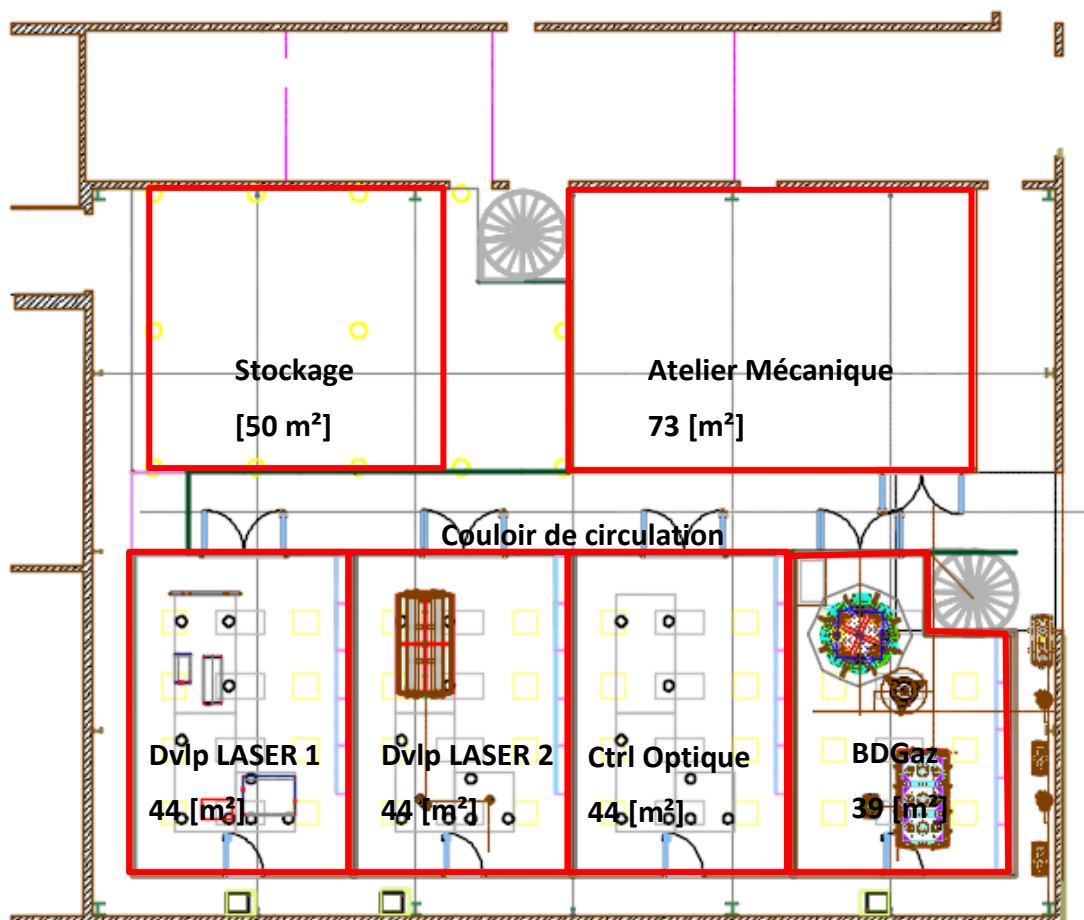 Stockage
[50 m²]
Atelier Mécanique
73 [m²]
Couloir de circulation
Dvlp LASER 1
44 [m²]
Dvlp LASER 2
44 [m²]
Ctrl Optique
44 [m²]
BDGaz
39 [m²]